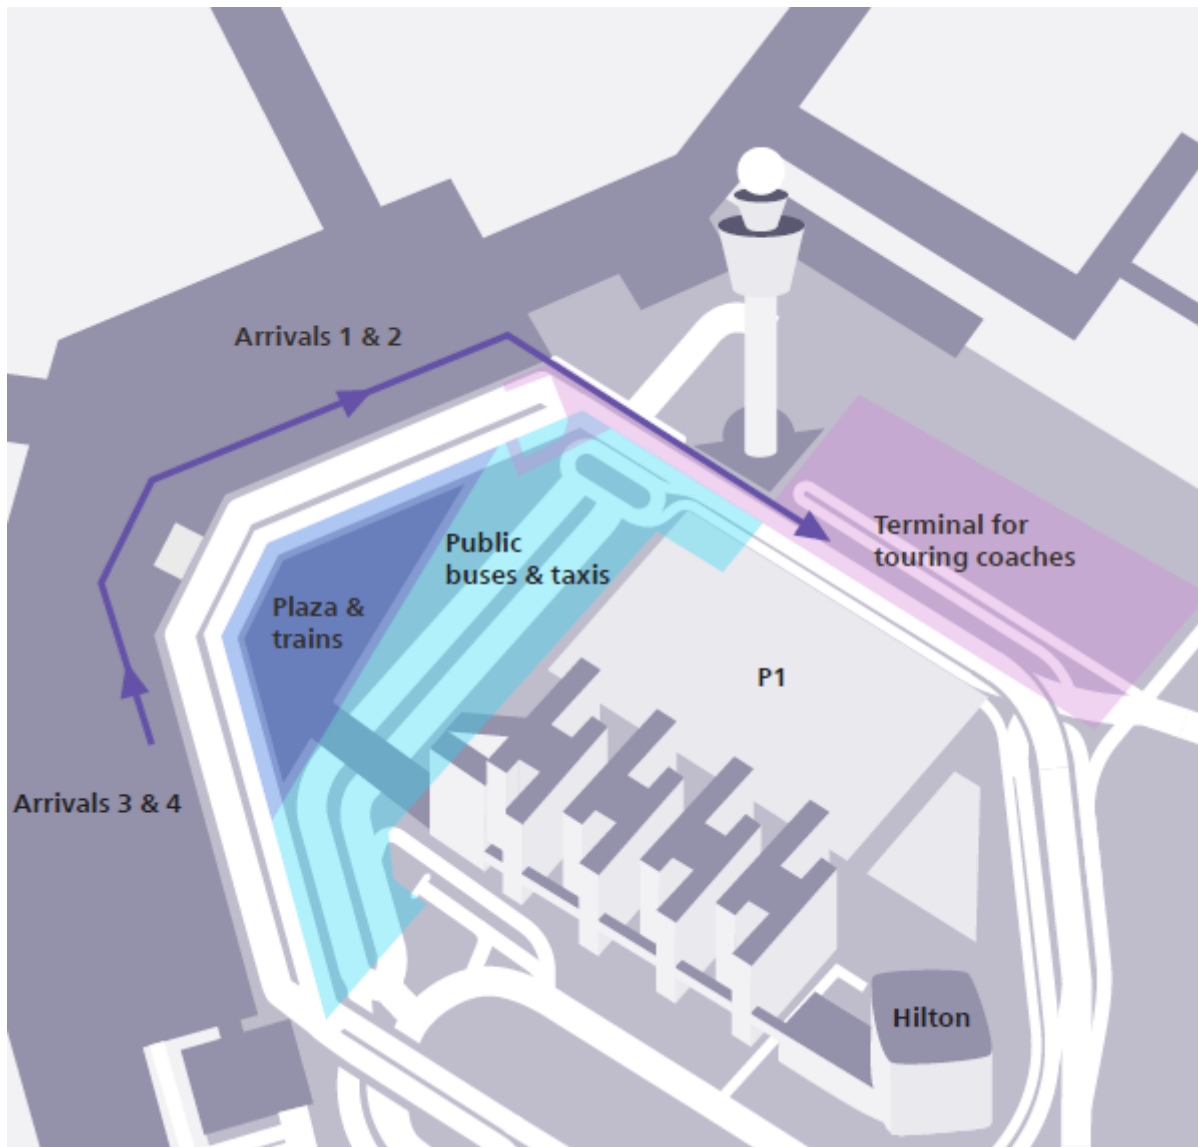 Arrivals 1 & 2
Terminal for
touring coaches
Public
buses & taxis
Plaza &
trains
P1
Arrivals 3 & 4
Hilton